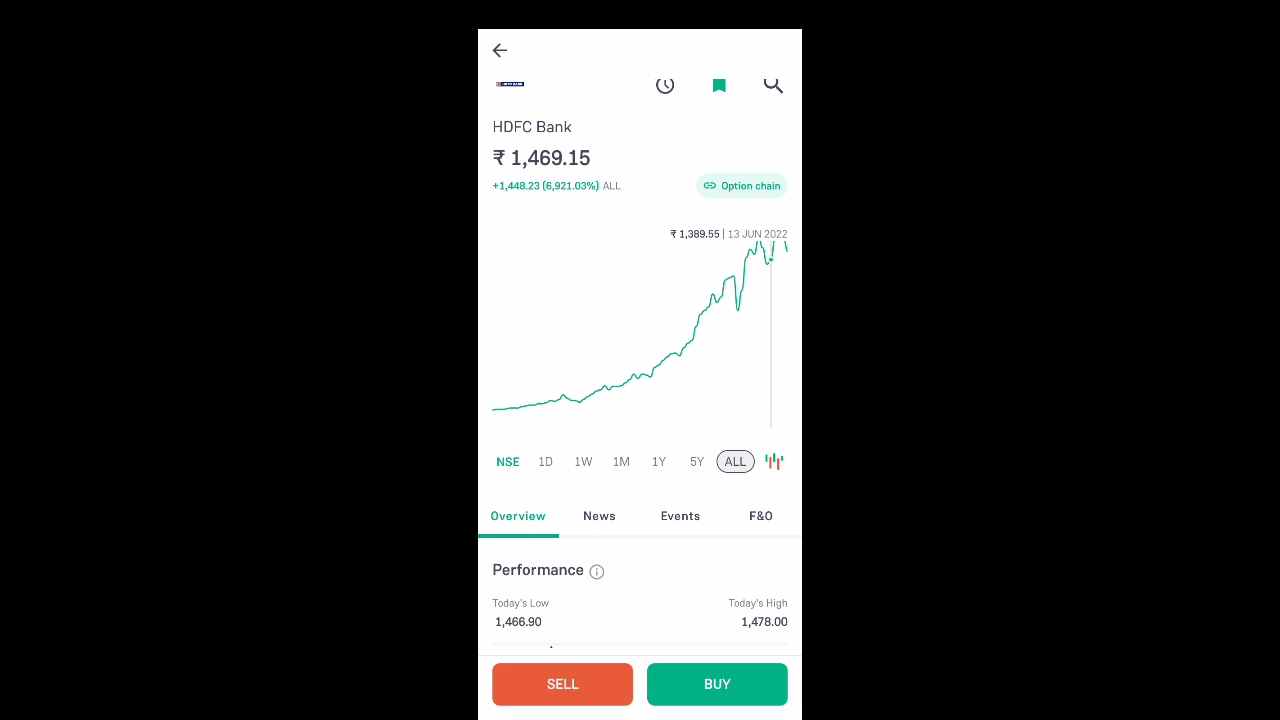 HDFC Bank
₹ 1,469.15
+1,448.23 (6,921.03%) ALL
Option chain
₹ 1,389.55 | 13 JUN 2022
NSE 1D 1W 1M 1Y 5Y ALL
Overview News Events F&O
Performance
Today's Low Today's High
1,466.90 1,478.00
SELL BUY